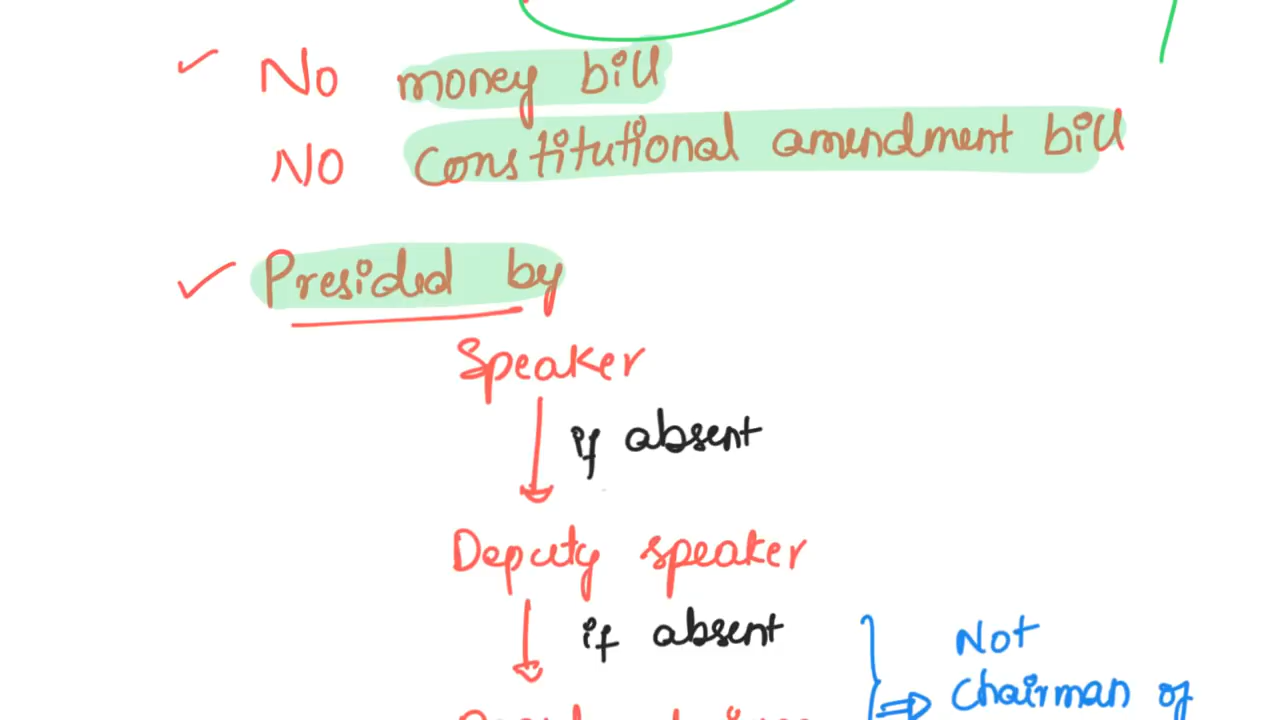 No money bill
NO Constitutional amendment bill
Presided by
Speaker
if absent
Deputy speaker
if absent
Not
Chairman of